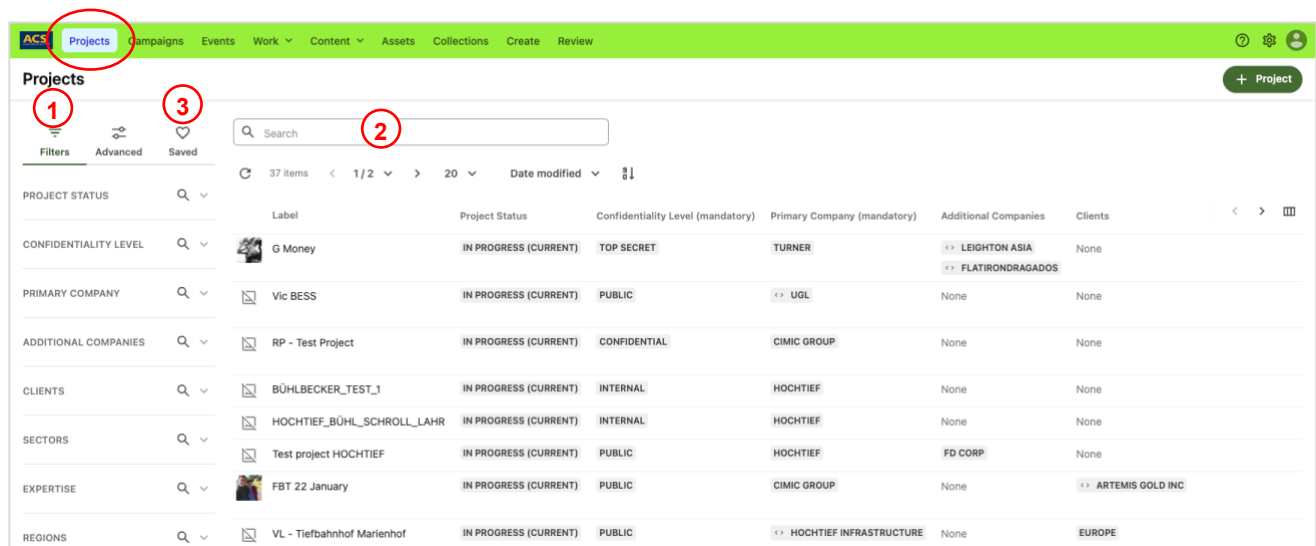 ACS Projects Campaigns Events Work Content Assets Collections Create Review
Projects
+ Project
1
3
2
Filters Advanced Saved
Search
37 items 1 / 2 20 Date modified
PROJECT STATUS
CONFIDENTIALITY LEVEL
PRIMARY COMPANY
ADDITIONAL COMPANIES
CLIENTS
SECTORS
EXPERTISE
REGIONS
Label Project Status Confidentiality Level (mandatory) Primary Company (mandatory) Additional Companies Clients
G Money IN PROGRESS (CURRENT) TOP SECRET TURNER <> LEIGHTON ASIA None
<> FLATIRONDRAGADOS
Vic BESS IN PROGRESS (CURRENT) PUBLIC <> UGL None None
RP - Test Project IN PROGRESS (CURRENT) CONFIDENTIAL CIMIC GROUP None None
BÜHLBECKER_TEST_1 IN PROGRESS (CURRENT) INTERNAL HOCHTIEF None None
HOCHTIEF_BÜHL_SCHROLL_LAHR IN PROGRESS (CURRENT) INTERNAL HOCHTIEF None None
Test project HOCHTIEF IN PROGRESS (CURRENT) PUBLIC HOCHTIEF FD CORP None
FBT 22 January IN PROGRESS (CURRENT) PUBLIC CIMIC GROUP None <> ARTEMIS GOLD INC
VL - Tiefbahnhof Marienhof IN PROGRESS (CURRENT) PUBLIC <> HOCHTIEF INFRASTRUCTURE None EUROPE